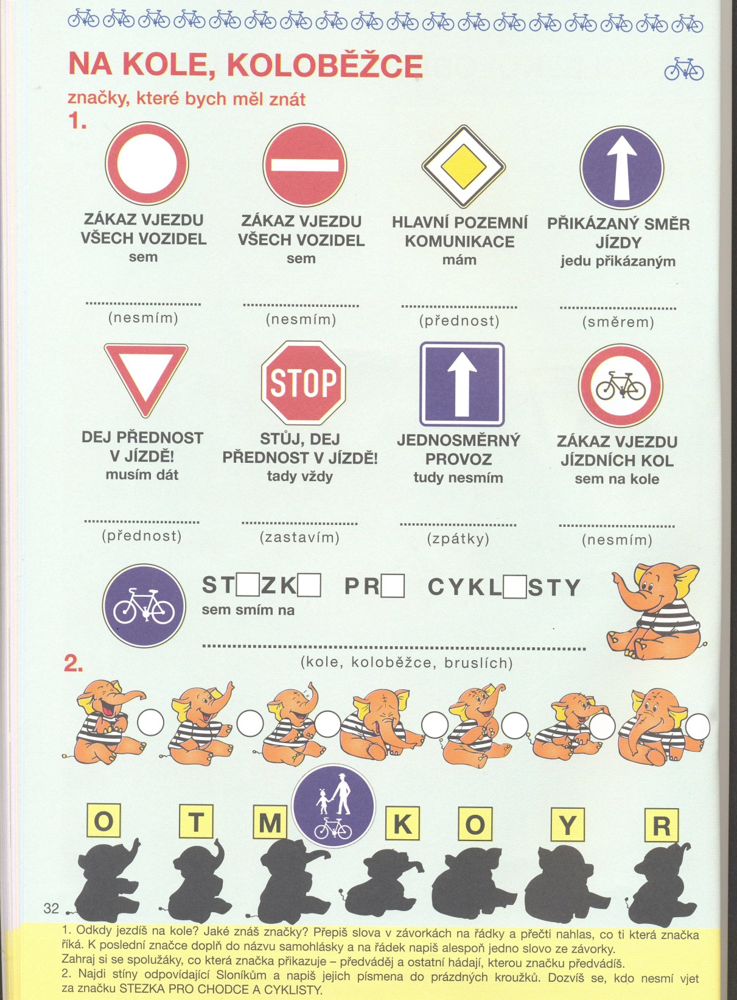 NA KOLE, KOLOBĚŽCE
značky, které bych měl znát
1.
ZÁKAZ VJEZDU
VŠECH VOZIDEL
sem
(nesmím)
ZÁKAZ VJEZDU
VŠECH VOZIDEL
sem
(nesmím)
HLAVNÍ POZEMNÍ
KOMUNIKACE
mám
(přednost)
PŘIKÁZANÝ SMĚR
JÍZDY
jedu přikázaným
(směrem)
DEJ PŘEDNOST
V JÍZDĚ!
musím dát
(přednost)
STOP
STŮJ, DEJ
PŘEDNOST V JÍZDĚ!
tady vždy
(zastavím)
JEDNOSMĚRNÝ
PROVOZ
tudy nesmím
(zpátky)
ZÁKAZ VJEZDU
JÍZDNÍCH KOL
sem na kole
(nesmím)
ST□ZK□ PR□ CYKL□STY
sem smím na
(kole, koloběžce, bruslích)
2.
O T M K O Y R
32
1. Odkdy jezdíš na kole? Jaké znáš značky? Přepiš slova v závorkách na řádky a přečti nahlas, co ti která značka
říká. K poslední značce doplň do názvu samohlásky a na řádek napiš alespoň jedno slovo ze závorky.
Zahraj si se spolužáky, co která značka přikazuje – předváděj a ostatní hádají, kterou značku předvádíš.
2. Najdi stíny odpovídající Sloníkům a napiš jejich písmena do prázdných kroužků. Dozvíš se, kdo nesmí vjet
za značku STEZKA PRO CHODCE A CYKLISTY.